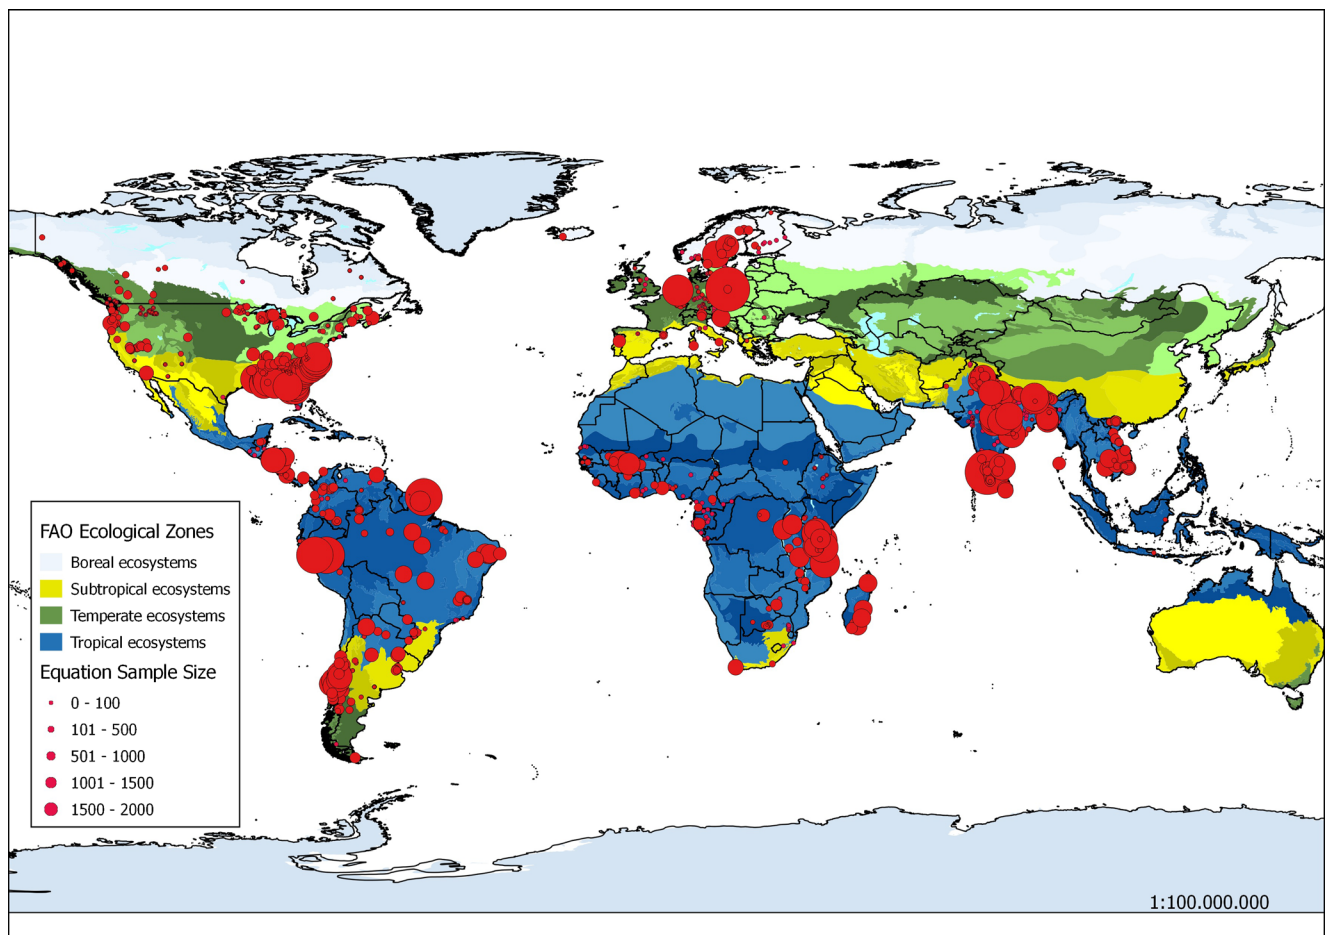 FAO Ecological Zones
Boreal ecosystems
Subtropical ecosystems
Temperate ecosystems
Tropical ecosystems
Equation Sample Size
0 - 100
101 - 500
501 - 1000
1001 - 1500
1500 - 2000
1:100.000.000